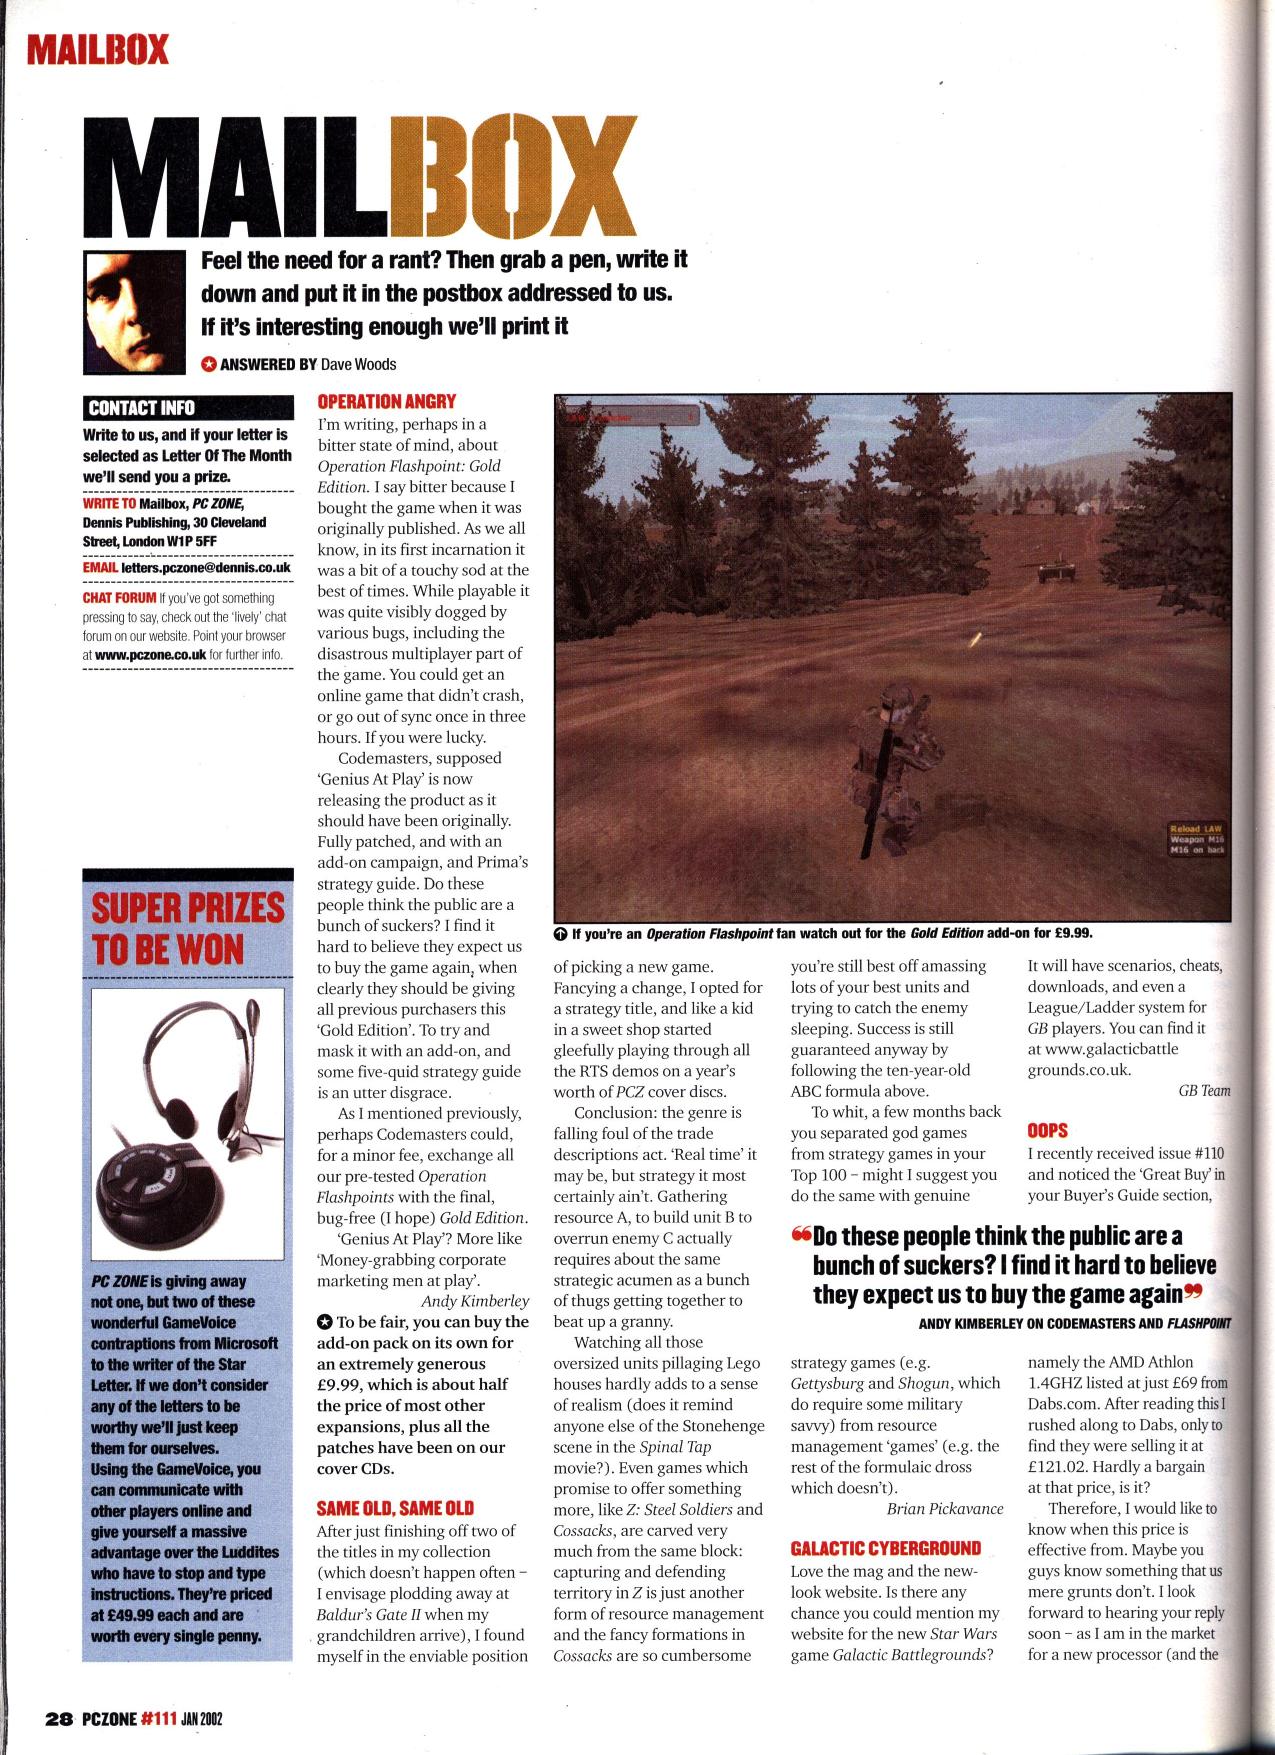 MAILBOX
MAILBOX
Feel the need for a rant? Then grab a pen, write it
down and put it in the postbox addressed to us.
If it's interesting enough we'll print it
ANSWERED BY Dave Woods
CONTACT INFO
Write to us, and if your letter is
selected as Letter Of The Month
we'll send you a prize.
WRITE TO Mailbox, PC ZONE,
Dennis Publishing, 30 Cleveland
Street, London W1P 5FF
EMAIL letters.pczone@dennis.co.uk
CHAT FORUM If you've got something
pressing to say, check out the 'lively' chat
forum on our website. Point your browser
at www.pczone.co.uk for further info.
SUPER PRIZES
TO BE WON
PC ZONE is giving away
not one, but two of these
wonderful GameVoice
contraptions from Microsoft
to the writer of the Star
Letter. If we don't consider
any of the letters to be
worthy we'll just keep
them for ourselves.
Using the GameVoice, you
can communicate with
other players online and
give yourself a massive
advantage over the Luddites
who have to stop and type
instructions. They're priced
at £49.99 each and are
worth every single penny.
OPERATION ANGRY
I'm writing, perhaps in a
bitter state of mind, about
Operation Flashpoint: Gold
Edition. I say bitter because I
bought the game when it was
originally published. As we all
know, in its first incarnation it
was a bit of a touchy sod at the
best of times. While playable it
was quite visibly dogged by
various bugs, including the
disastrous multiplayer part of
the game. You could get an
online game that didn't crash,
or go out of sync once in three
hours. If you were lucky.
Codemasters, supposed
'Genius At Play' is now
releasing the product as it
should have been originally.
Fully patched, and with an
add-on campaign, and Prima's
strategy guide. Do these
people think the public are a
bunch of suckers? I find it
hard to believe they expect us
to buy the game again, when
clearly they should be giving
all previous purchasers this
'Gold Edition'. To try and
mask it with an add-on, and
some five-quid strategy guide
is an utter disgrace.
As I mentioned previously,
perhaps Codemasters could,
for a minor fee, exchange all
our pre-tested Operation
Flashpoints with the final,
bug-free (I hope) Gold Edition.
'Genius At Play'? More like
'Money-grabbing corporate
marketing men at play'.
Andy Kimberley
To be fair, you can buy the
add-on pack on its own for
an extremely generous
£9.99, which is about half
the price of most other
expansions, plus all the
patches have been on our
cover CDs.
SAME OLD, SAME OLD
After just finishing off two of
the titles in my collection
(which doesn't happen often –
I envisage plodding away at
Baldur's Gate II when my
grandchildren arrive), I found
myself in the enviable position
Reload LAW
Weapon M16
M16 on back
If you're an Operation Flashpoint fan watch out for the Gold Edition add-on for £9.99.
of picking a new game.
Fancying a change, I opted for
a strategy title, and like a kid
in a sweet shop started
gleefully playing through all
the RTS demos on a year's
worth of PCZ cover discs.
Conclusion: the genre is
falling foul of the trade
descriptions act. 'Real time' it
may be, but strategy it most
certainly ain't. Gathering
resource A, to build unit B to
overrun enemy C actually
requires about the same
strategic acumen as a bunch
of thugs getting together to
beat up a granny.
Watching all those
oversized units pillaging Lego
houses hardly adds to a sense
of realism (does it remind
anyone else of the Stonehenge
scene in the Spinal Tap
movie?). Even games which
promise to offer something
more, like Z: Steel Soldiers and
Cossacks, are carved very
much from the same block:
capturing and defending
territory in Z is just another
form of resource management
and the fancy formations in
Cossacks are so cumbersome
you're still best off amassing
lots of your best units and
trying to catch the enemy
sleeping. Success is still
guaranteed anyway by
following the ten-year-old
ABC formula above.
To whit, a few months back
you separated god games
from strategy games in your
Top 100 – might I suggest you
do the same with genuine
strategy games (e.g.
Gettysburg and Shogun, which
do require some military
savvy) from resource
management 'games' (e.g. the
rest of the formulaic dross
which doesn't).
Brian Pickavance
GALACTIC CYBERGROUND
Love the mag and the new-
look website. Is there any
chance you could mention my
website for the new Star Wars
game Galactic Battlegrounds?
It will have scenarios, cheats,
downloads, and even a
League/Ladder system for
GB players. You can find it
at www.galacticbattle
grounds.co.uk.
GB Team
OOPS
I recently received issue #110
and noticed the 'Great Buy' in
your Buyer's Guide section,
“Do these people think the public are a
bunch of suckers? I find it hard to believe
they expect us to buy the game again”
ANDY KIMBERLEY ON CODEMASTERS AND FLASHPOINT
namely the AMD Athlon
1.4GHZ listed at just £69 from
Dabs.com. After reading this I
rushed along to Dabs, only to
find they were selling it at
£121.02. Hardly a bargain
at that price, is it?
Therefore, I would like to
know when this price is
effective from. Maybe you
guys know something that us
mere grunts don't. I look
forward to hearing your reply
soon – as I am in the market
for a new processor (and the
28 PCZONE #111 JAN 2002